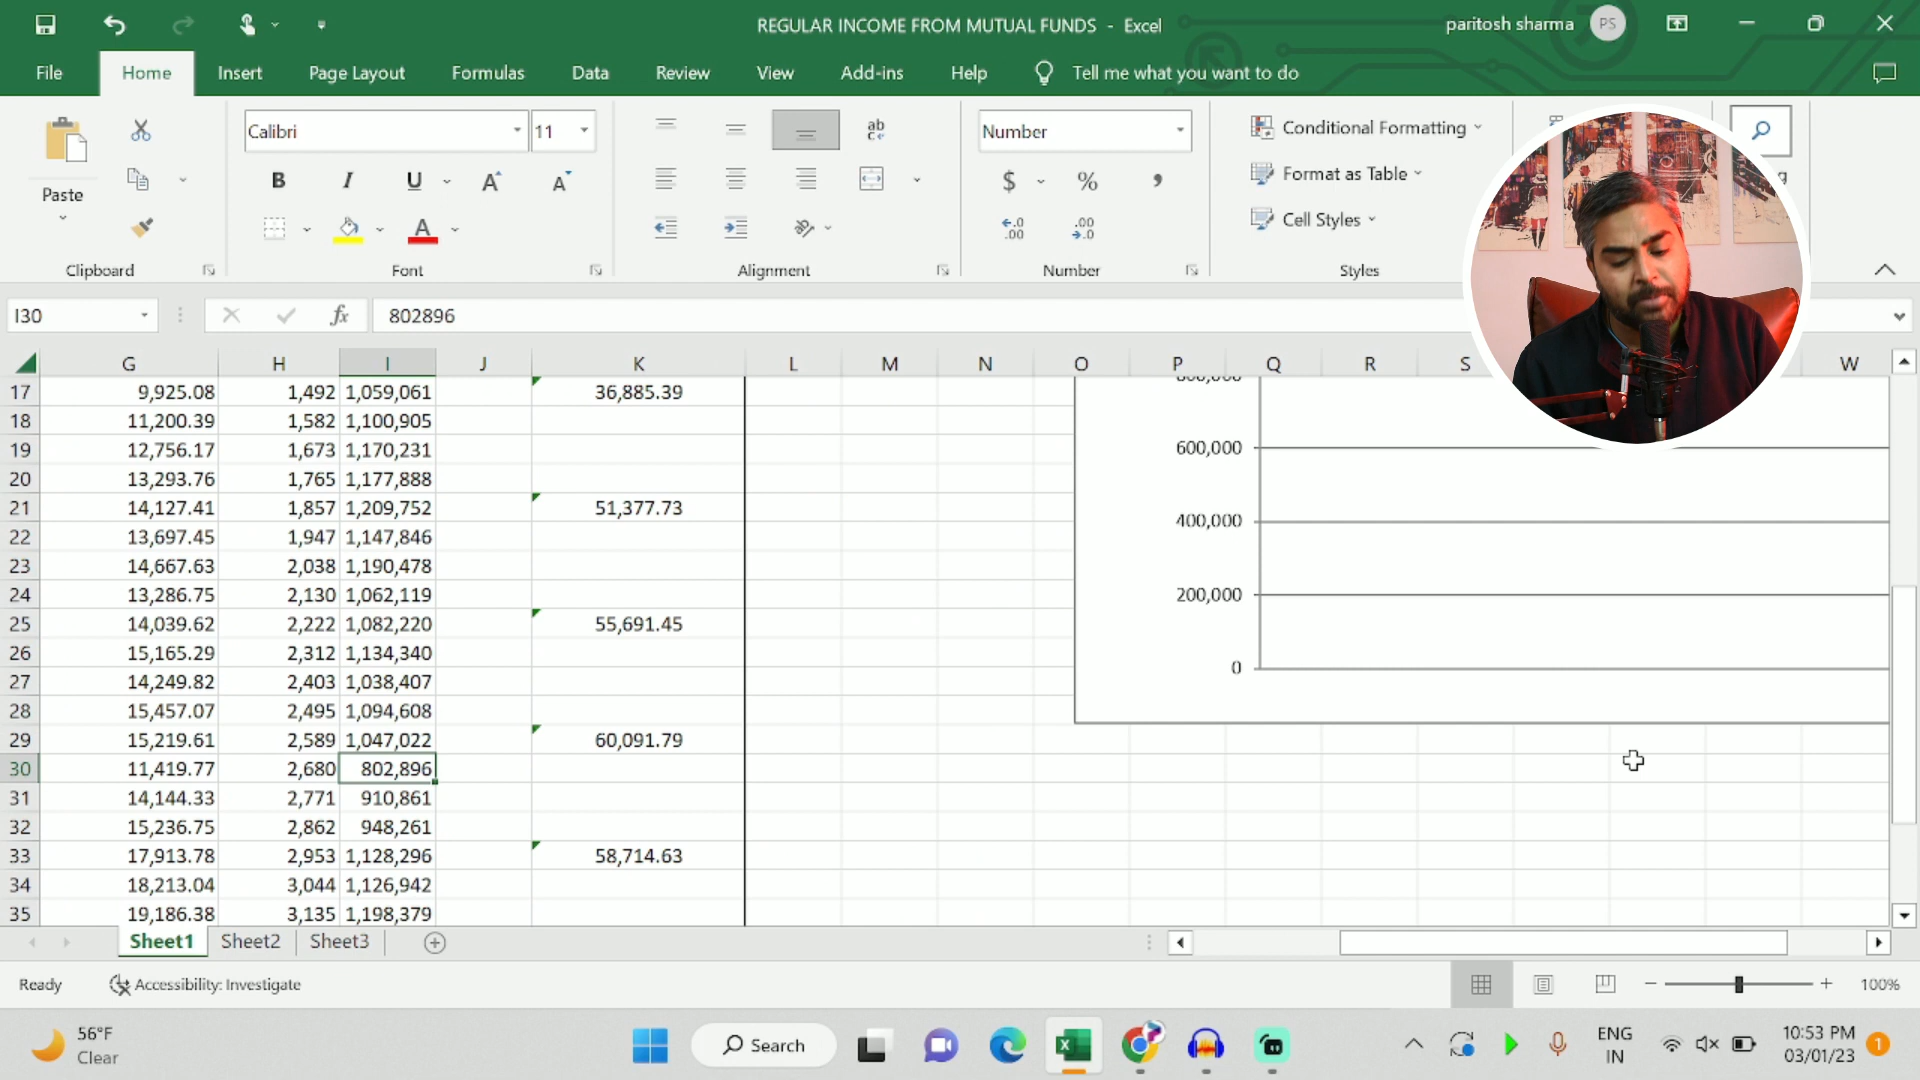 REGULAR INCOME FROM MUTUAL FUNDS - Excel
paritosh sharma PS
File Home Insert Page Layout Formulas Data Review View Add-ins Help Tell me what you want to do
Paste
Calibri 11
B I U A A
A
ab
Number
$ % ,
Conditional Formatting
Format as Table
Cell Styles
Clipboard Font Alignment Number Styles
I30 fx 802896
G H I J K L M N O P Q R S W
17 9,925.08 1,492 1,059,061 36,885.39
18 11,200.39 1,582 1,100,905
19 12,756.17 1,673 1,170,231
20 13,293.76 1,765 1,177,888
21 14,127.41 1,857 1,209,752 51,377.73
22 13,697.45 1,947 1,147,846
23 14,667.63 2,038 1,190,478
24 13,286.75 2,130 1,062,119
25 14,039.62 2,222 1,082,220 55,691.45
26 15,165.29 2,312 1,134,340
27 14,249.82 2,403 1,038,407
28 15,457.07 2,495 1,094,608
29 15,219.61 2,589 1,047,022 60,091.79
30 11,419.77 2,680 802,896
31 14,144.33 2,771 910,861
32 15,236.75 2,862 948,261
33 17,913.78 2,953 1,128,296 58,714.63
34 18,213.04 3,044 1,126,942
35 19,186.38 3,135 1,198,379
600,000
400,000
200,000
0
Sheet1 Sheet2 Sheet3
Ready Accessibility: Investigate 100%
56°F
Clear
Search
ENG
IN
10:53 PM
03/01/23
1